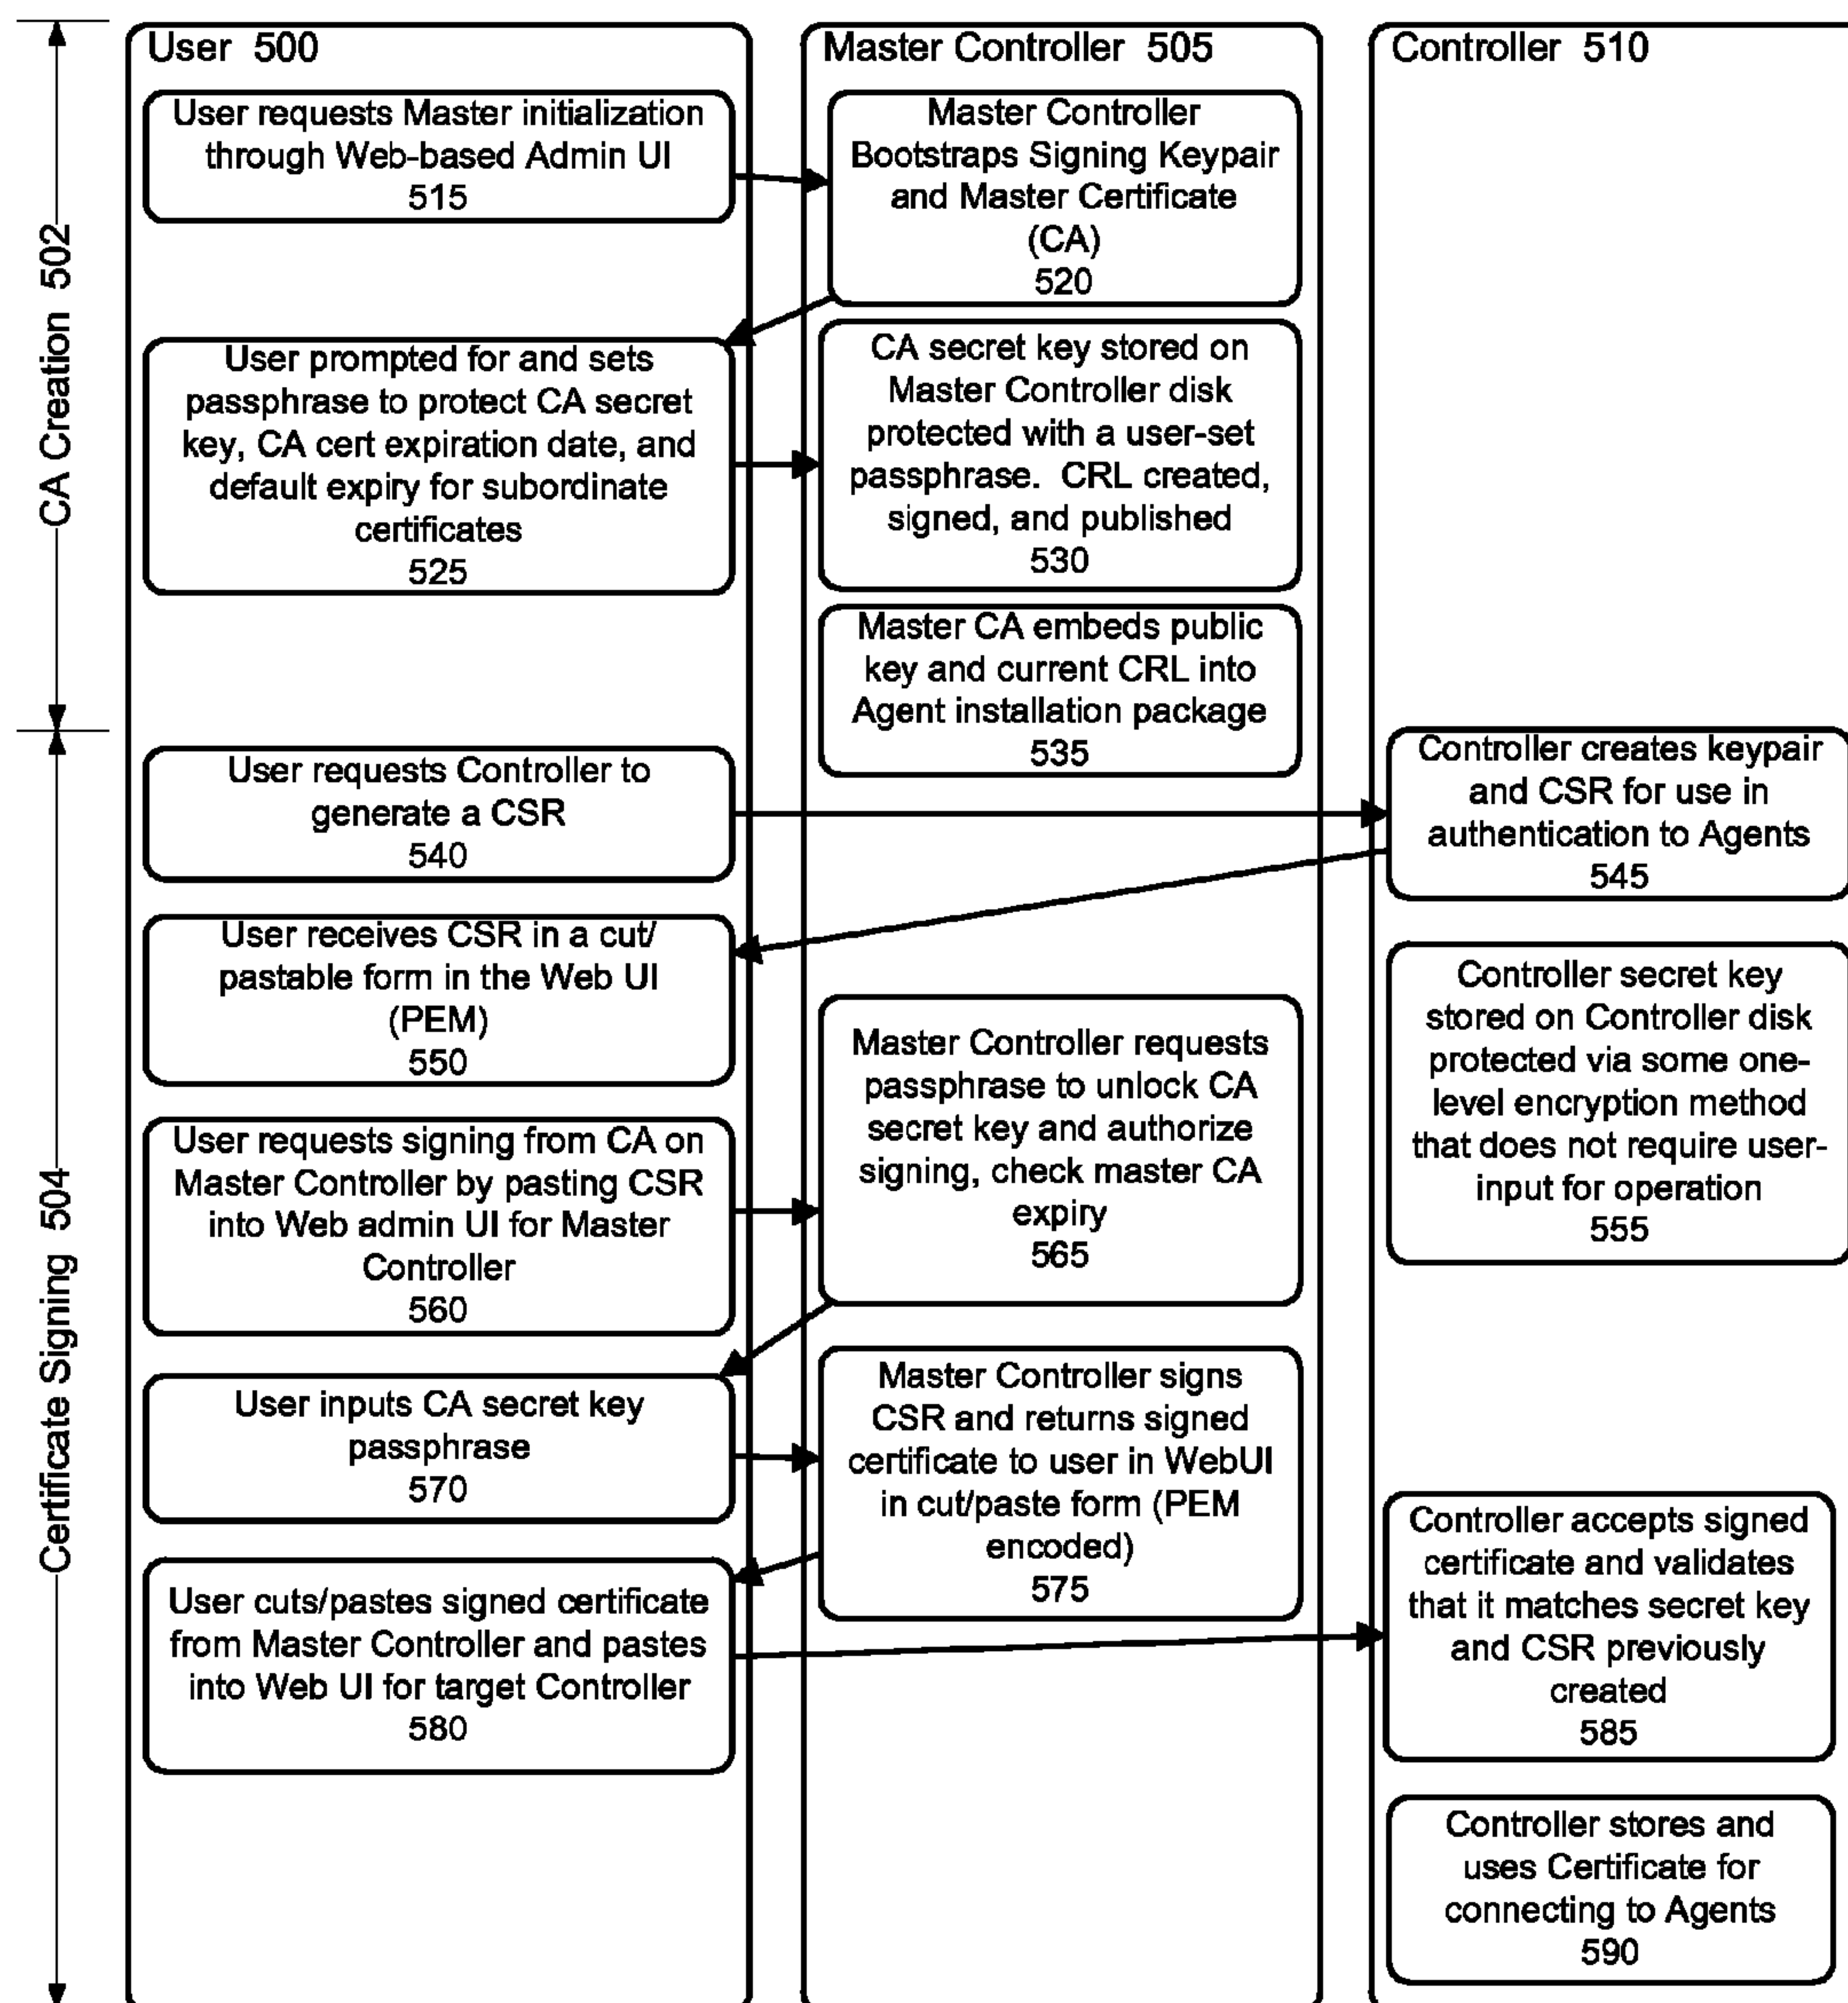 CA Creation 502
Certificate Signing 504
User 500
User requests Master initialization
through Web-based Admin UI
515
User prompted for and sets
passphrase to protect CA secret
key, CA cert expiration date, and
default expiry for subordinate
certificates
525
User requests Controller to
generate a CSR
540
User receives CSR in a cut/
pastable form in the Web UI
(PEM)
550
User requests signing from CA on
Master Controller by pasting CSR
into Web admin UI for Master
Controller
560
User inputs CA secret key
passphrase
570
User cuts/pastes signed certificate
from Master Controller and pastes
into Web UI for target Controller
580
Master Controller 505
Master Controller
Bootstraps Signing Keypair
and Master Certificate
(CA)
520
CA secret key stored on
Master Controller disk
protected with a user-set
passphrase. CRL created,
signed, and published
530
Master CA embeds public
key and current CRL into
Agent installation package
535
Master Controller requests
passphrase to unlock CA
secret key and authorize
signing, check master CA
expiry
565
Master Controller signs
CSR and returns signed
certificate to user in WebUI
in cut/paste form (PEM
encoded)
575
Controller 510
Controller creates keypair
and CSR for use in
authentication to Agents
545
Controller secret key
stored on Controller disk
protected via some one-
level encryption method
that does not require user-
input for operation
555
Controller accepts signed
certificate and validates
that it matches secret key
and CSR previously
created
585
Controller stores and
uses Certificate for
connecting to Agents
590